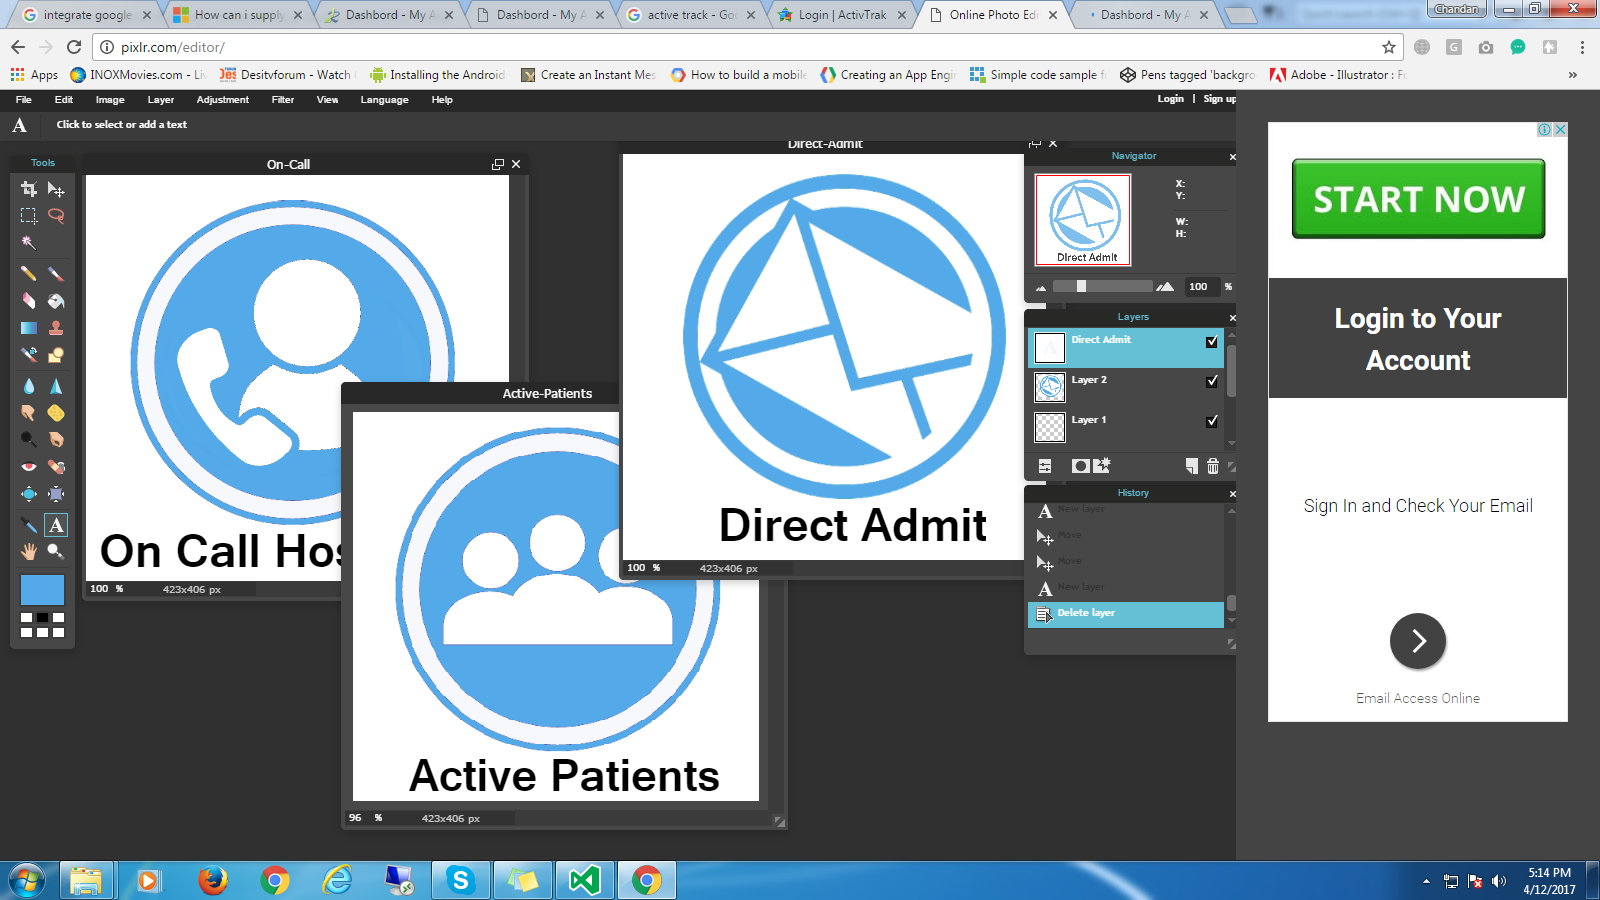 Chandan
integrate google
How can i supply
Dashbord - My A
Dashbord - My A
active track - Goo
Login | ActivTrak
Online Photo Edi
Dashbord - My A
pixlr.com/editor/
Apps
INOXMovies.com - Li
Desitvforum - Watch
Installing the Android
Create an Instant Mes
How to build a mobile
Creating an App Engi
Simple code sample f
Pens tagged 'backgro
Adobe - Illustrator : F
»
File Edit Image Layer Adjustment Filter View Language Help
Login | Sign up
A Click to select or add a text
Tools
On-Call
On Call Hos
100 % 423x406 px
Active-Patients
Active Patients
96 % 423x406 px
Direct-Admit
Direct Admit
100 % 423x406 px
Navigator
Direct Admit
X:
Y:
W:
H:
100 %
Layers
Direct Admit
Layer 2
Layer 1
History
New layer
Move
Move
New layer
Delete layer
START NOW
Login to Your
Account
Sign In and Check Your Email
Email Access Online
5:14 PM
4/12/2017